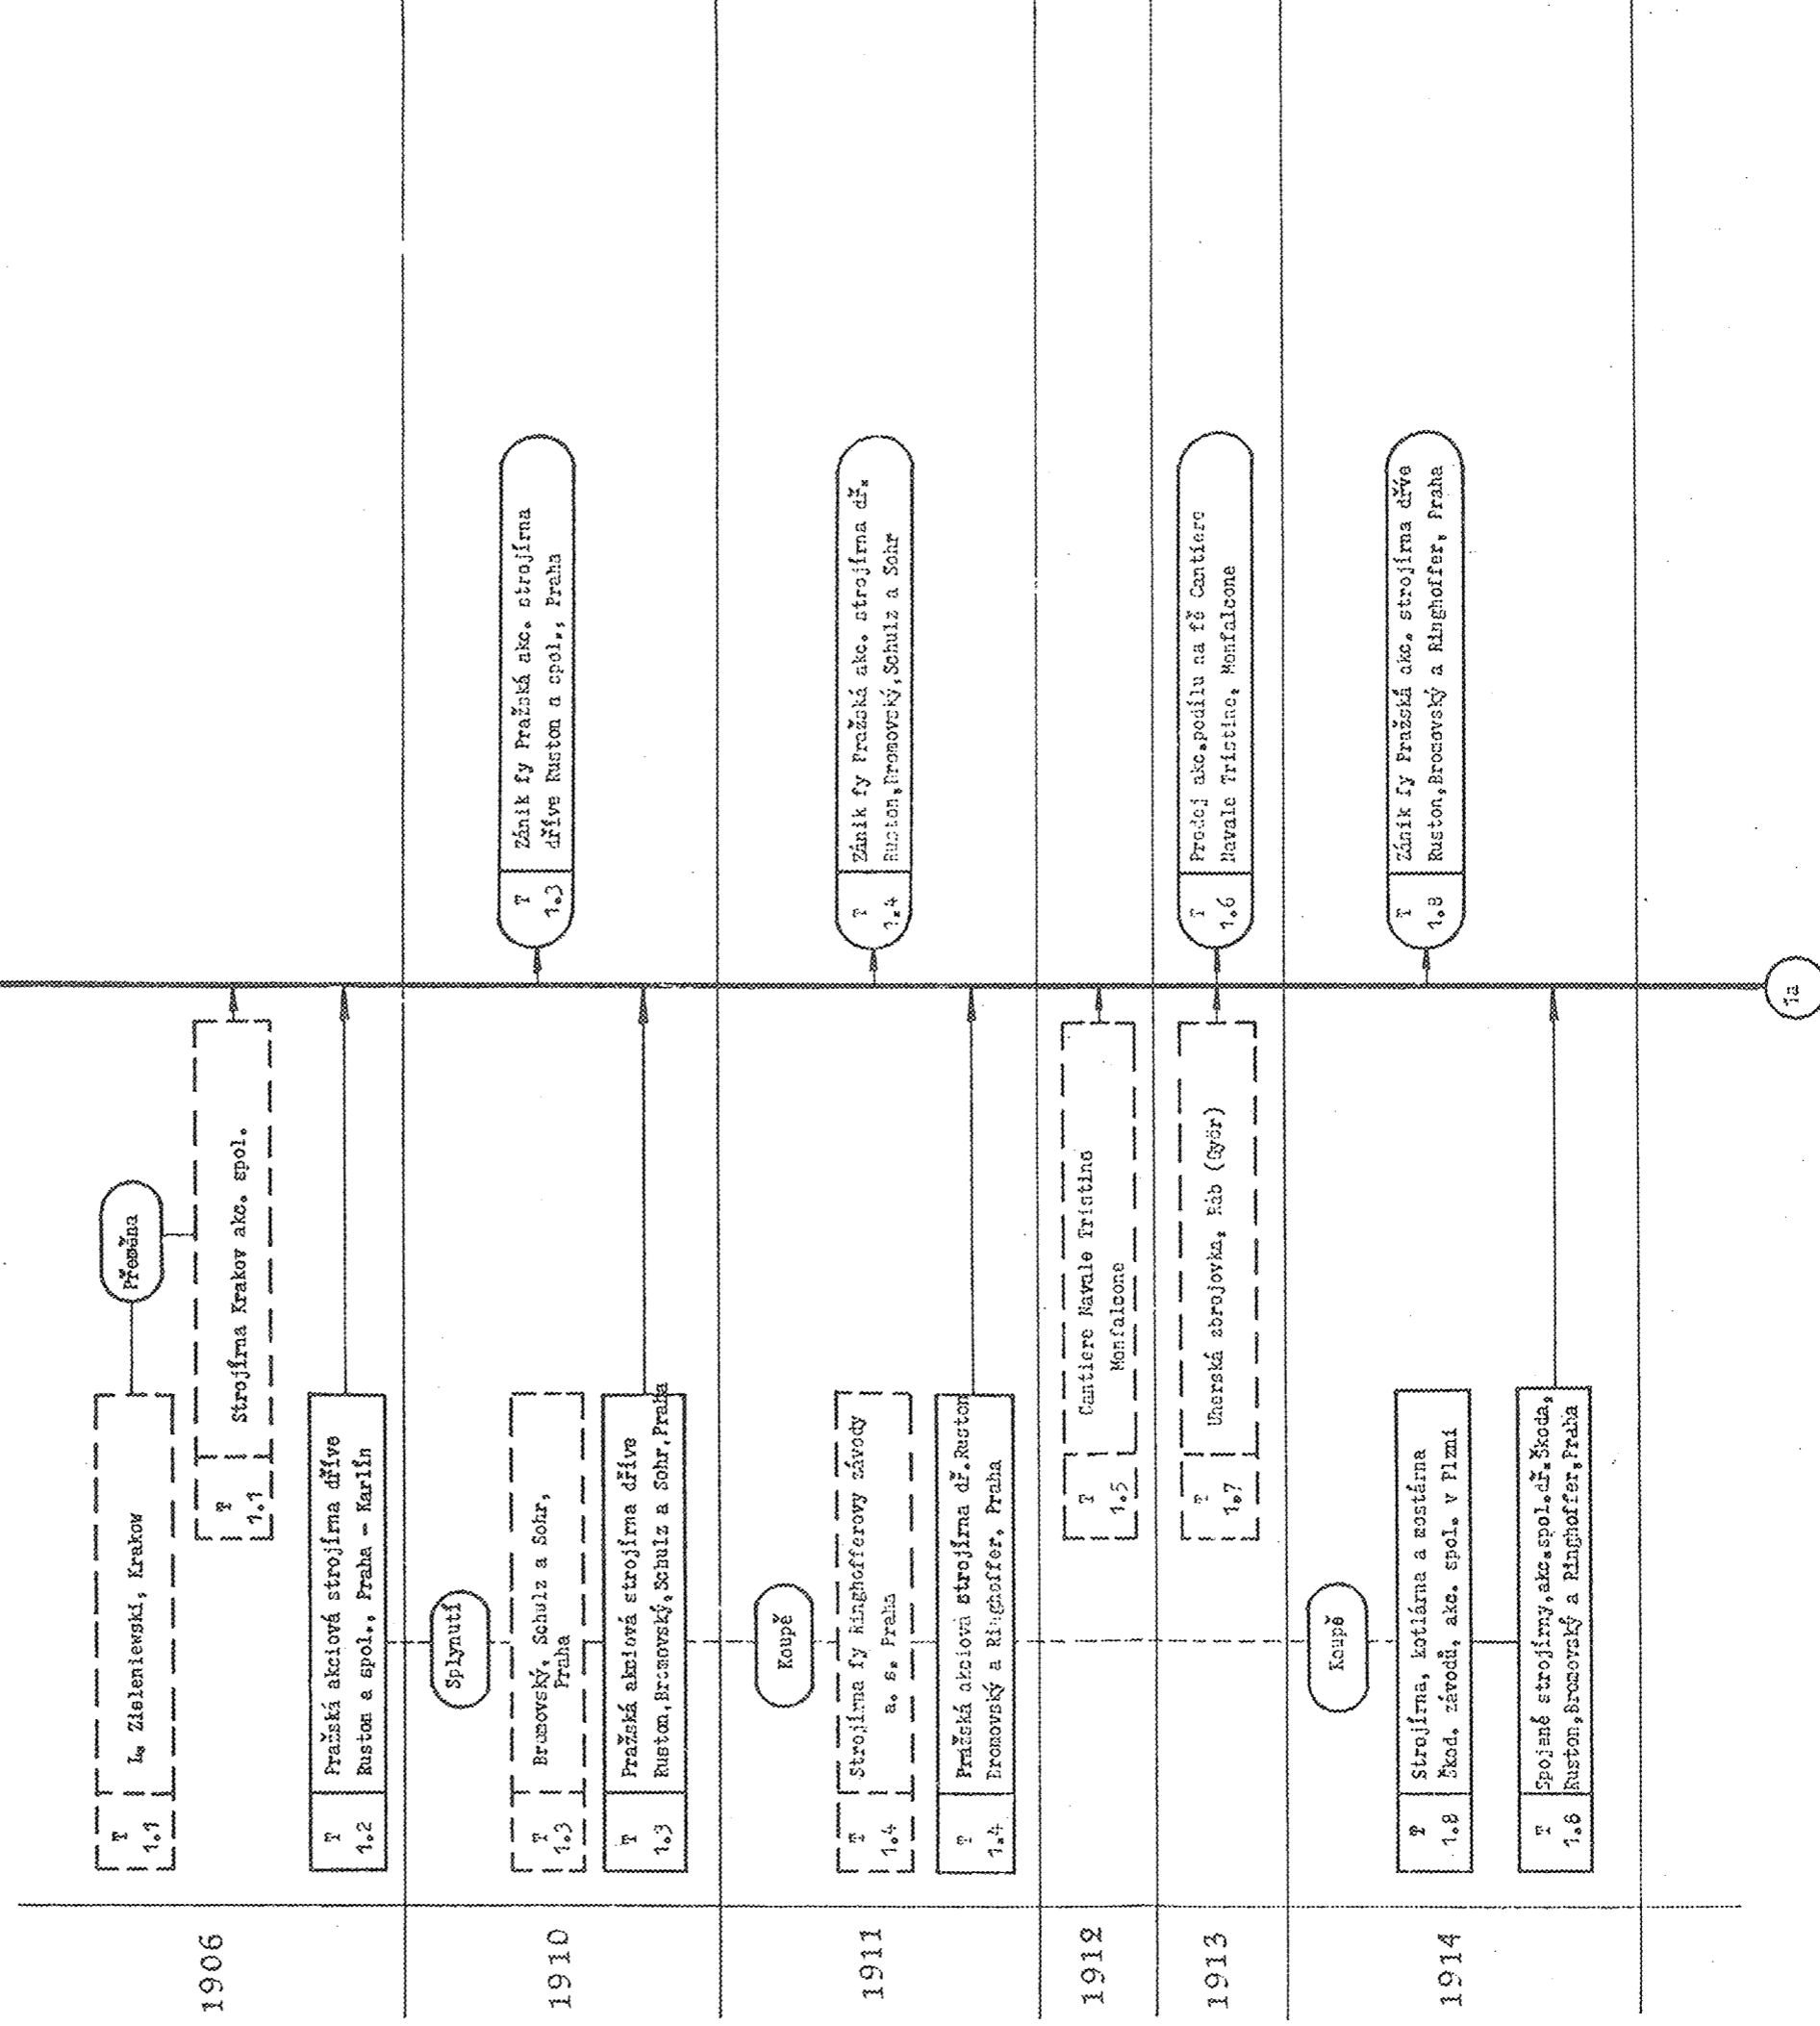 1906
T
1.1
L. Zieleniewski, Krakow
Přeměna
T
1.1
Strojírna Krakov akc. spol.
T
1.2
Pražská akciová strojírna dříve
Ruston a spol., Praha - Karlín
1910
Splynutí
T
1.3
Bromovský, Schulz a Sohr,
Praha
T
1.3
Pražská akciová strojírna dříve
Ruston,Bromovský,Schulz a Sohr,Praha
T
1.3
Zánik fy Pražská akc. strojírna
dříve Ruston a spol., Praha
1911
Koupě
T
1.4
Strojírna fy Ringhofferovy závody
a. s. Praha
T
1.4
Pražská akciová strojírna dř.Ruston
Bromovský a Ringhoffer, Praha
T
1.4
Zánik fy Pražská akc. strojírna dř.
Ruston,Bromovský,Schulz a Sohr
1912
T
1.5
Cantiere Navale Tristino
Monfalcone
1913
T
1.7
Uherská zbrojovka, Ráb (Györ)
T
1.6
Prodej akc.podílu na fě Cantiere
Navale Tristino, Monfalcone
1914
Koupě
T
1.8
Strojírna, kotlárna a mostárna
Škod. závodů, akc. spol. v Plzni
T
1.8
Spojené strojírny,akc.spol.dř.Škoda,
Ruston,Bromovský a Ringhoffer,Praha
T
1.8
Zánik fy Pražská akc. strojírna dříve
Ruston,Bromovský a Ringhoffer, Praha
1a